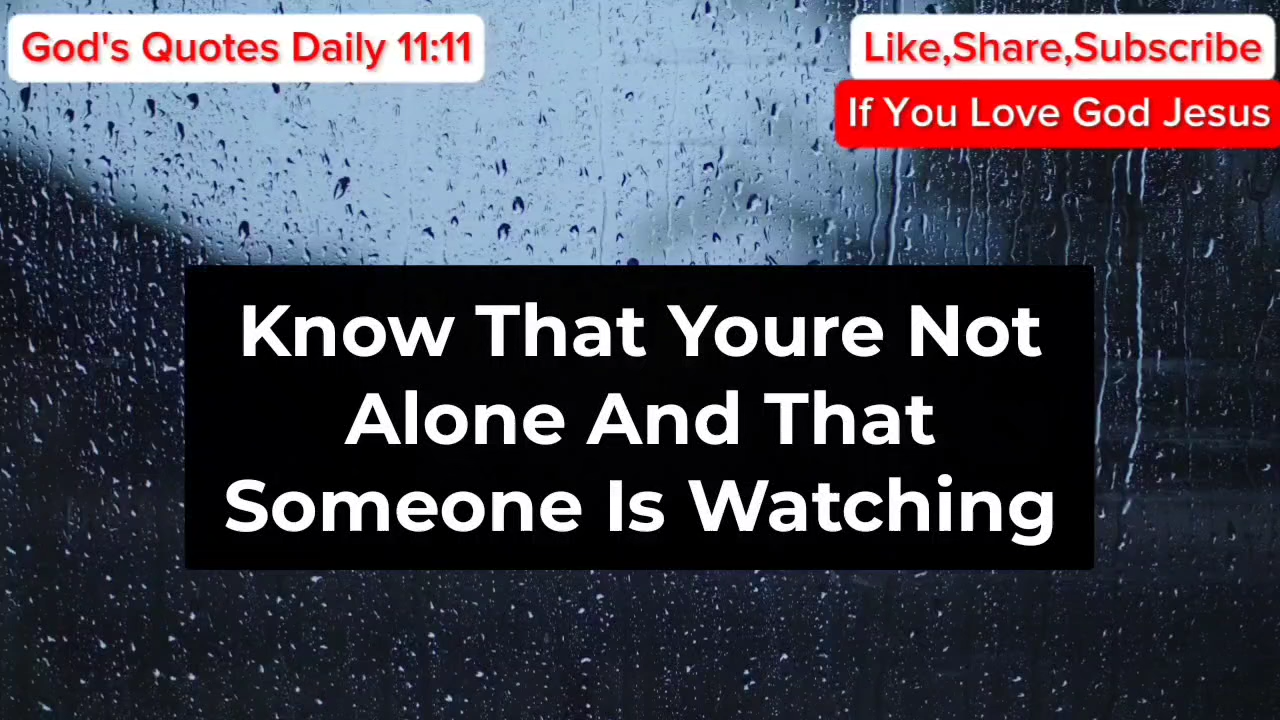 God's Quotes Daily 11:11
Like,Share,Subscribe
If You Love God Jesus
Know That Youre Not
Alone And That
Someone Is Watching